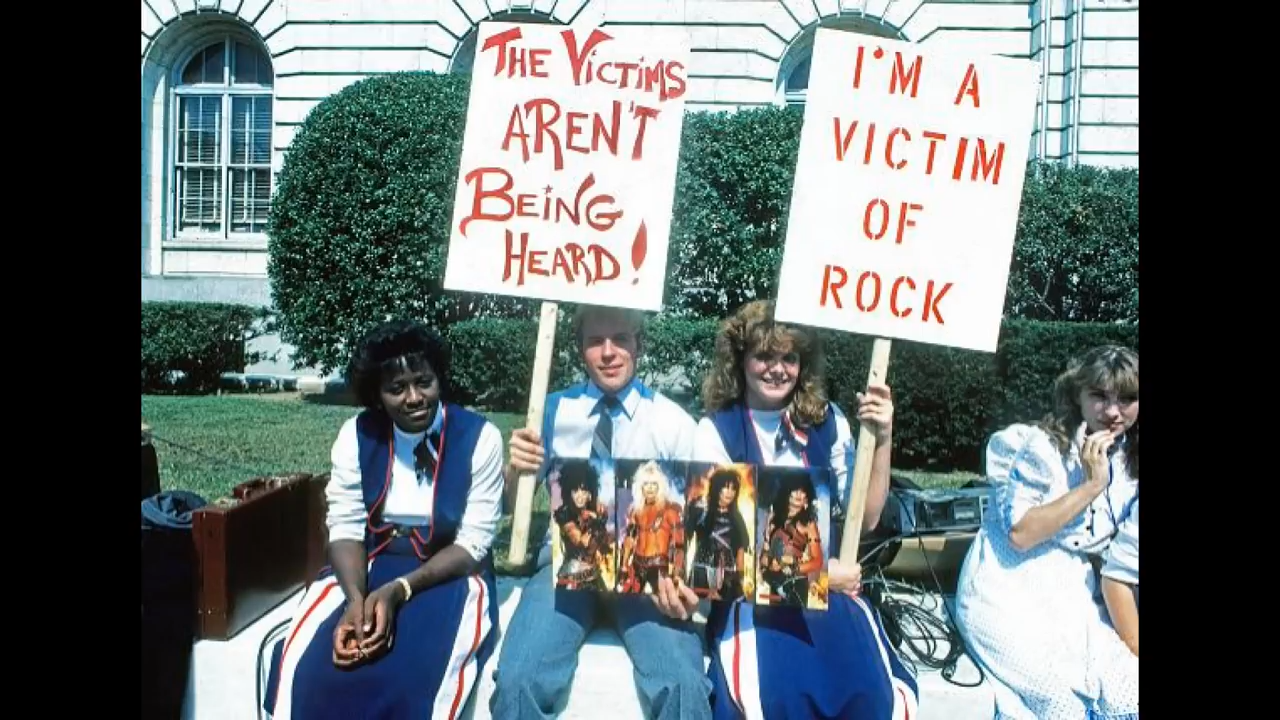 THE VICTIMS
AREN'T
BEING
HEARD!
I'M A
VICTIM
OF
ROCK